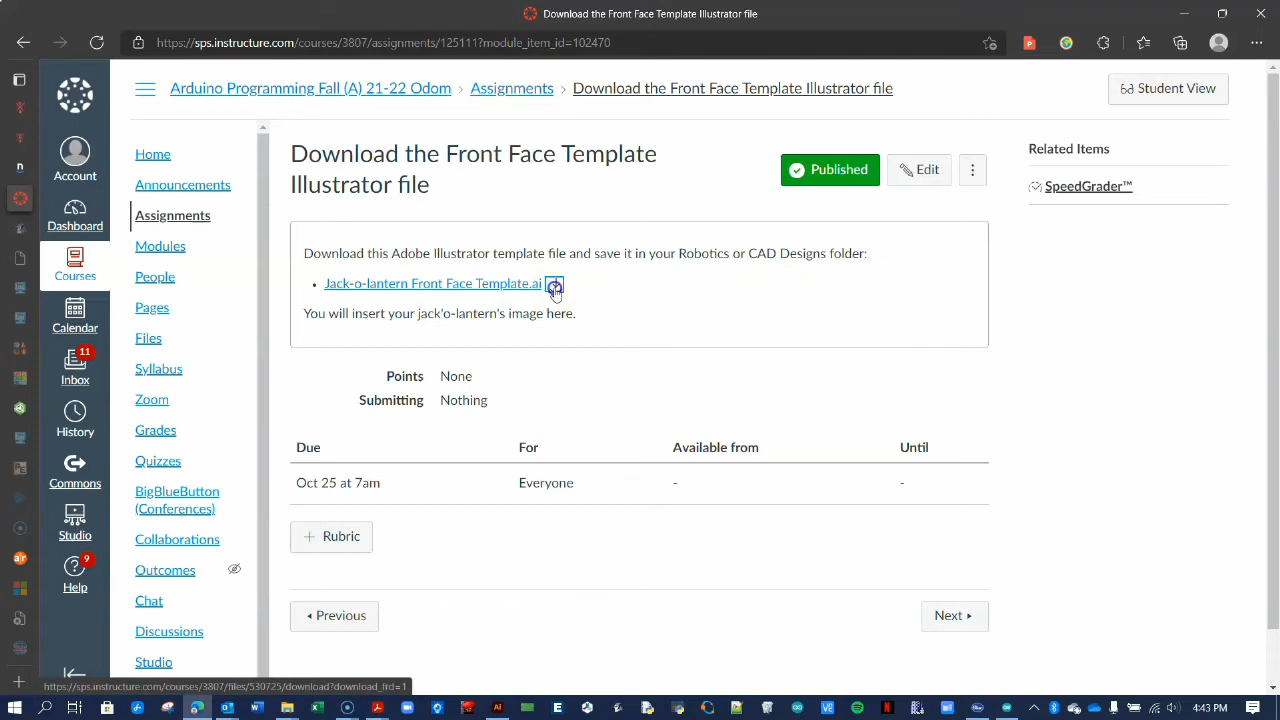 Download the Front Face Template Illustrator file
https://sps.instructure.com/courses/3807/assignments/125111?module_item_id=102470
Arduino Programming Fall (A) 21-22 Odom > Assignments > Download the Front Face Template Illustrator file
Student View
Account
Dashboard
Courses
Calendar
11
Inbox
History
Commons
Studio
9
Help
Home
Announcements
Assignments
Modules
People
Pages
Files
Syllabus
Zoom
Grades
Quizzes
BigBlueButton
(Conferences)
Collaborations
Outcomes
Chat
Discussions
Studio
Download the Front Face Template
Illustrator file
Published
Edit
Related Items
SpeedGrader™
Download this Adobe Illustrator template file and save it in your Robotics or CAD Designs folder:
Jack-o-lantern Front Face Template.ai
You will insert your jack'o-lantern's image here.
Points None
Submitting Nothing
Due For Available from Until
Oct 25 at 7am Everyone - -
+ Rubric
Previous
Next
https://sps.instructure.com/courses/3807/files/530725/download?download_frd=1
4:43 PM